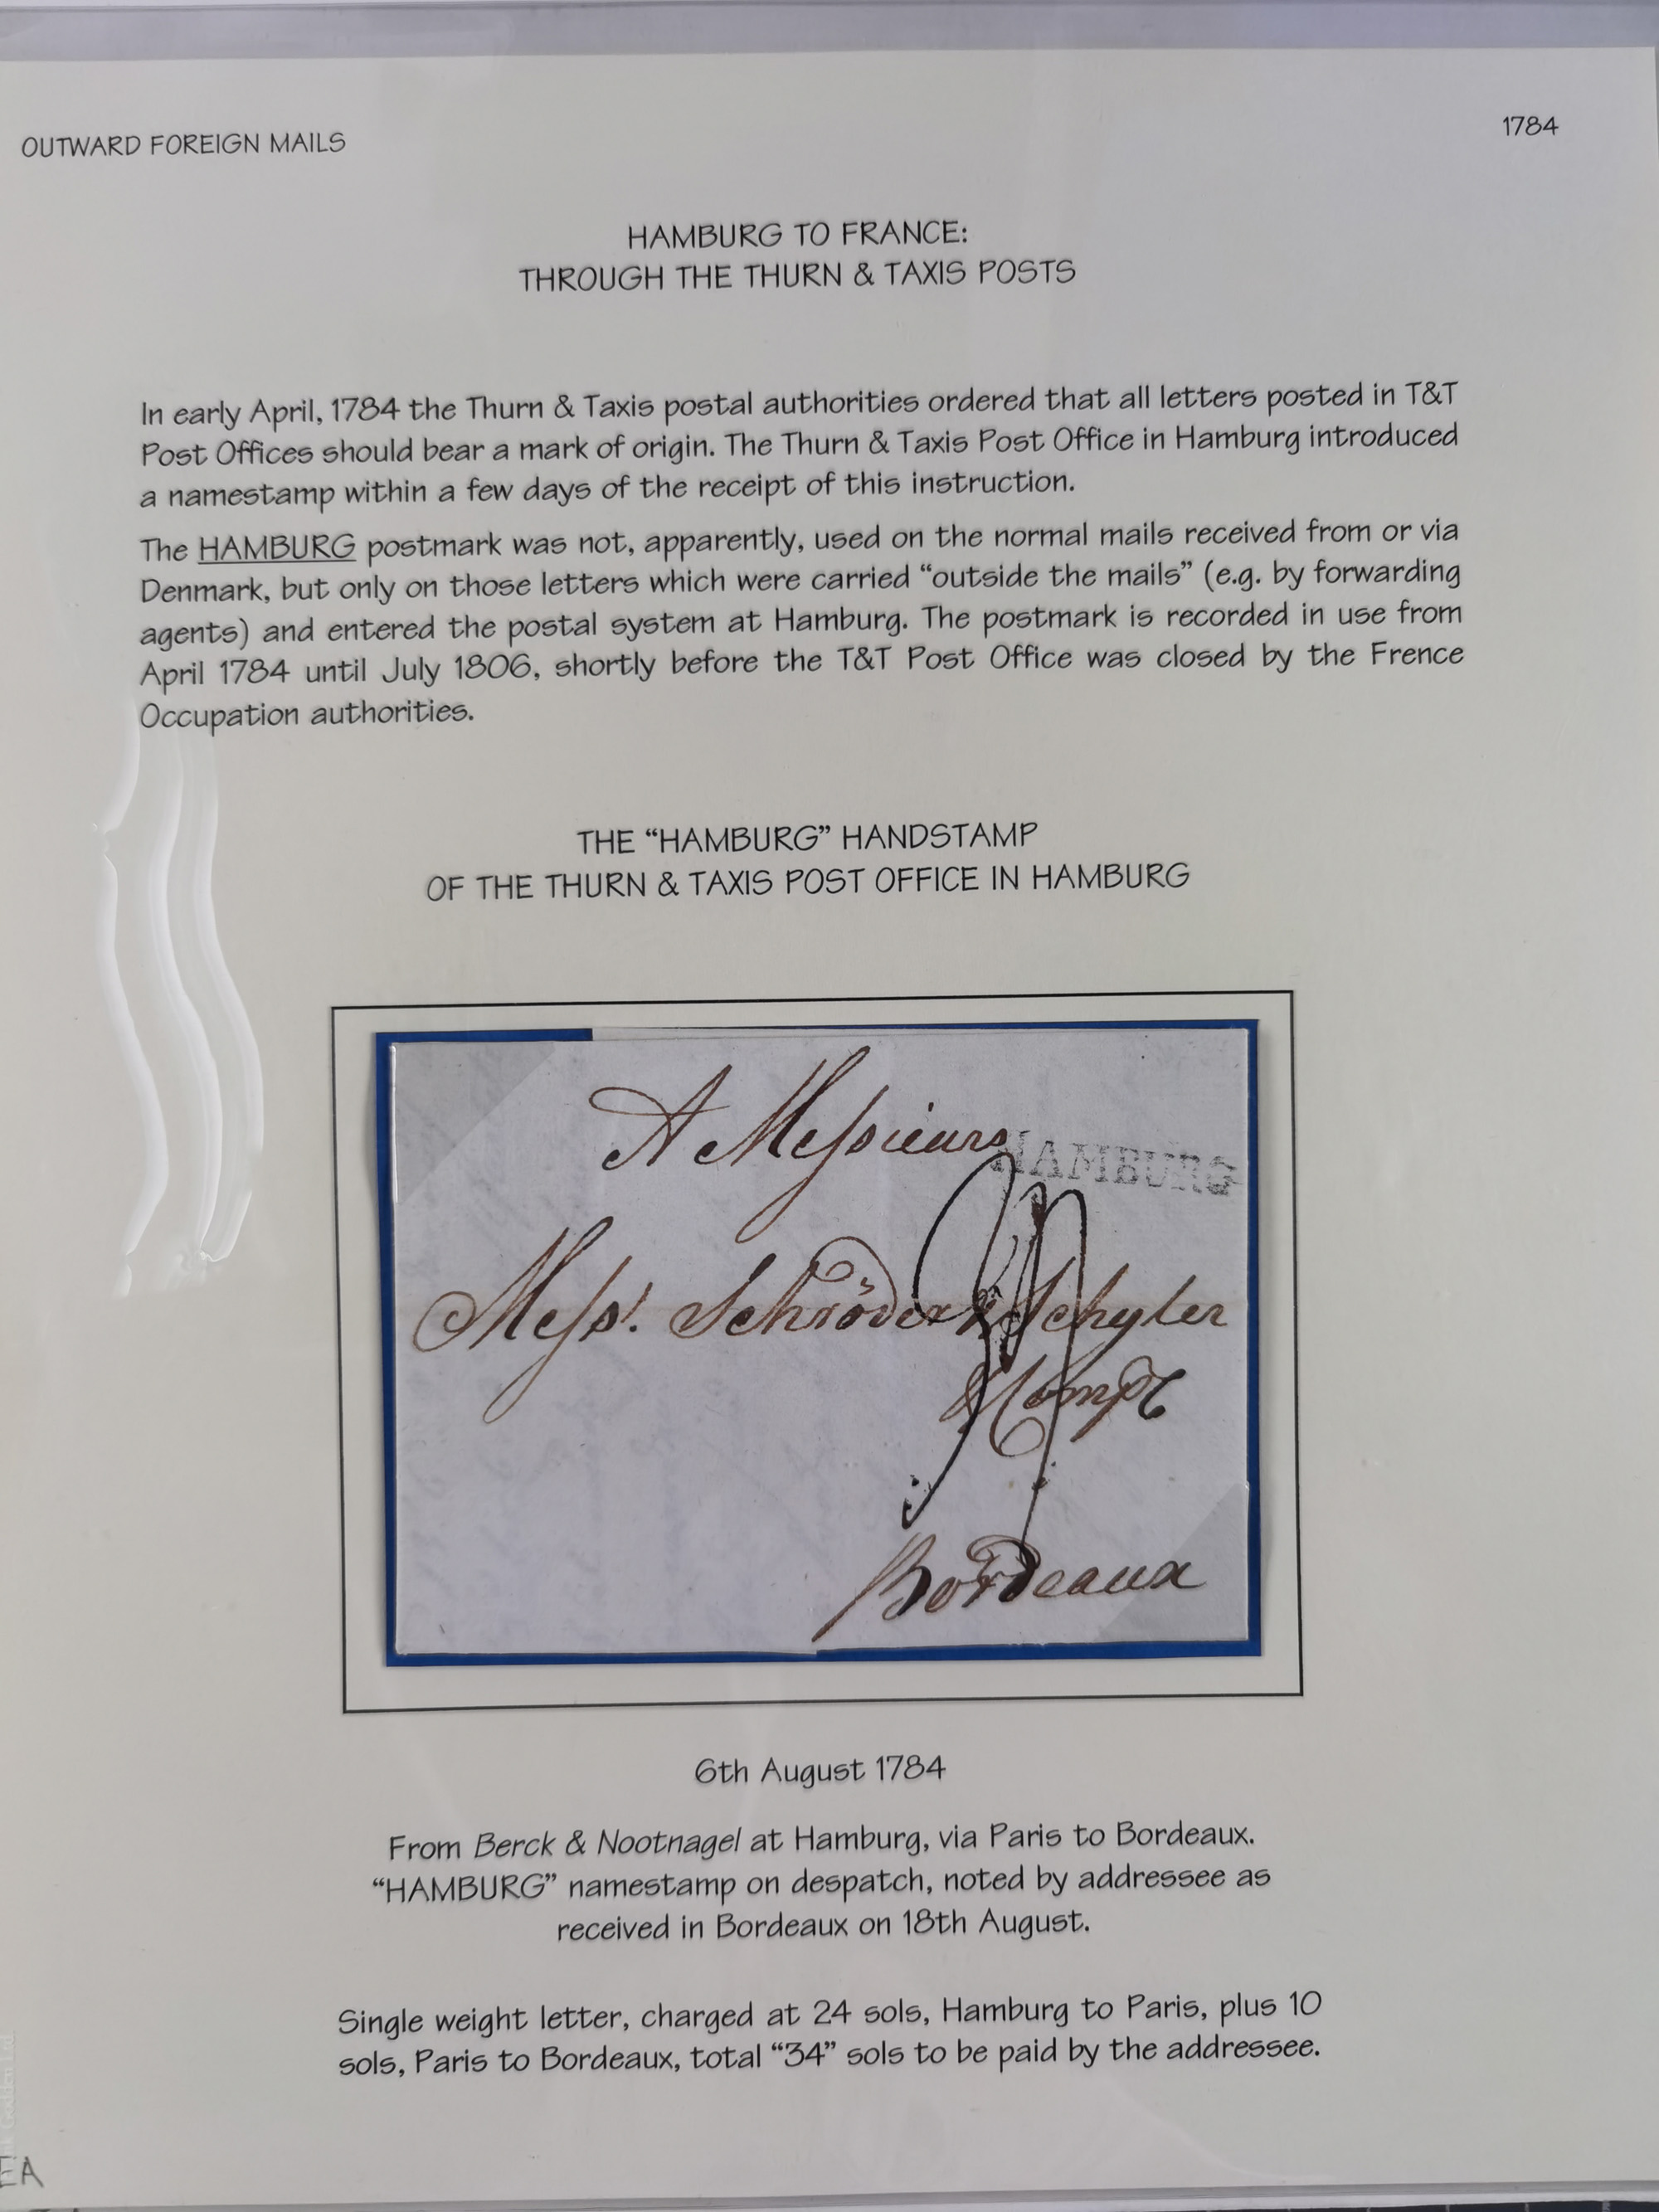 OUTWARD FOREIGN MAILS
1784
HAMBURG TO FRANCE:
THROUGH THE THURN & TAXIS POSTS
In early April, 1784 the Thurn & Taxis postal authorities ordered that all letters posted in T&T
Post Offices should bear a mark of origin. The Thurn & Taxis Post Office in Hamburg introduced
a namestamp within a few days of the receipt of this instruction.
The HAMBURG postmark was not, apparently, used on the normal mails received from or via
Denmark, but only on those letters which were carried “outside the mails” (e.g. by forwarding
agents) and entered the postal system at Hamburg. The postmark is recorded in use from
April 1784 until July 1806, shortly before the T&T Post Office was closed by the Frence
Occupation authorities.
THE “HAMBURG” HANDSTAMP
OF THE THURN & TAXIS POST OFFICE IN HAMBURG
A Messieurs
HAMBURG
Mess. Schröder & Schyler
Comp
Bordeaux
6th August 1784
From Berck & Nootnagel at Hamburg, via Paris to Bordeaux.
“HAMBURG” namestamp on despatch, noted by addressee as
received in Bordeaux on 18th August.
Single weight letter, charged at 24 sols, Hamburg to Paris, plus 10
sols, Paris to Bordeaux, total “34” sols to be paid by the addressee.
EA